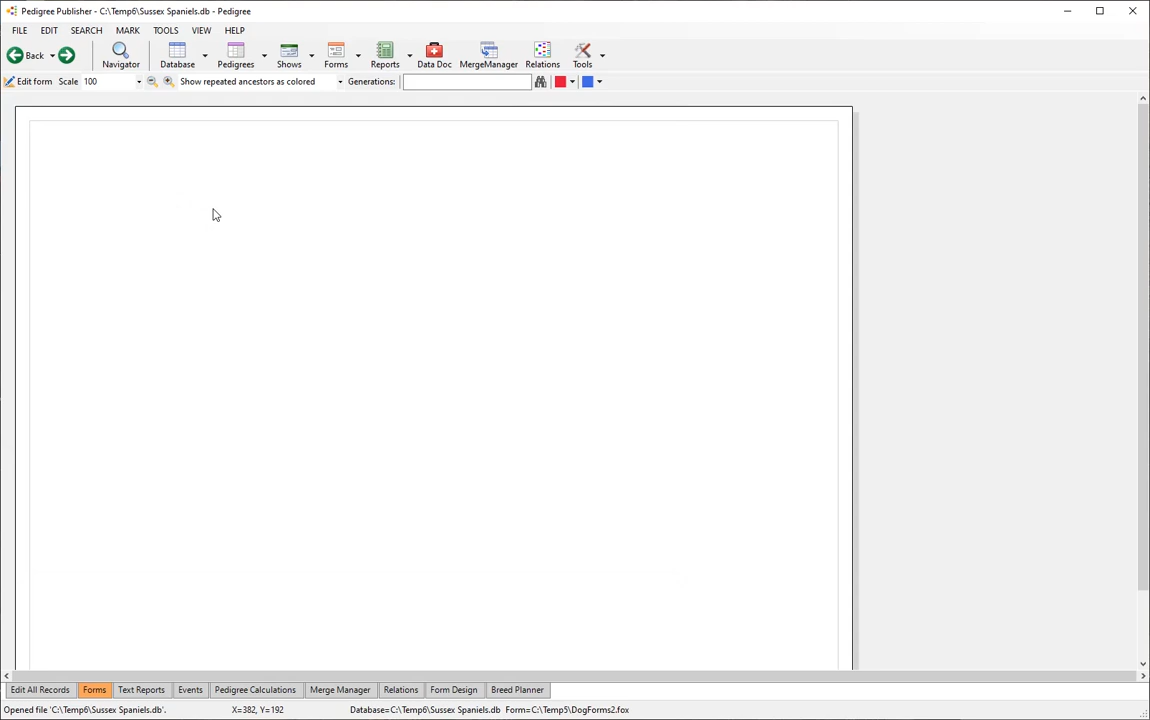 Pedigree Publisher - C:\Temp6\Sussex Spaniels.db - Pedigree
FILE EDIT SEARCH MARK TOOLS VIEW HELP
Back Navigator Database Pedigrees Shows Forms Reports Data Doc MergeManager Relations Tools
Edit form Scale 100 Show repeated ancestors as colored Generations:
Edit All Records Forms Text Reports Events Pedigree Calculations Merge Manager Relations Form Design Breed Planner
Opened file 'C:\Temp6\Sussex Spaniels.db'. X=382, Y=192 Database=C:\Temp6\Sussex Spaniels.db Form=C:\Temp5\DogForms2.fox